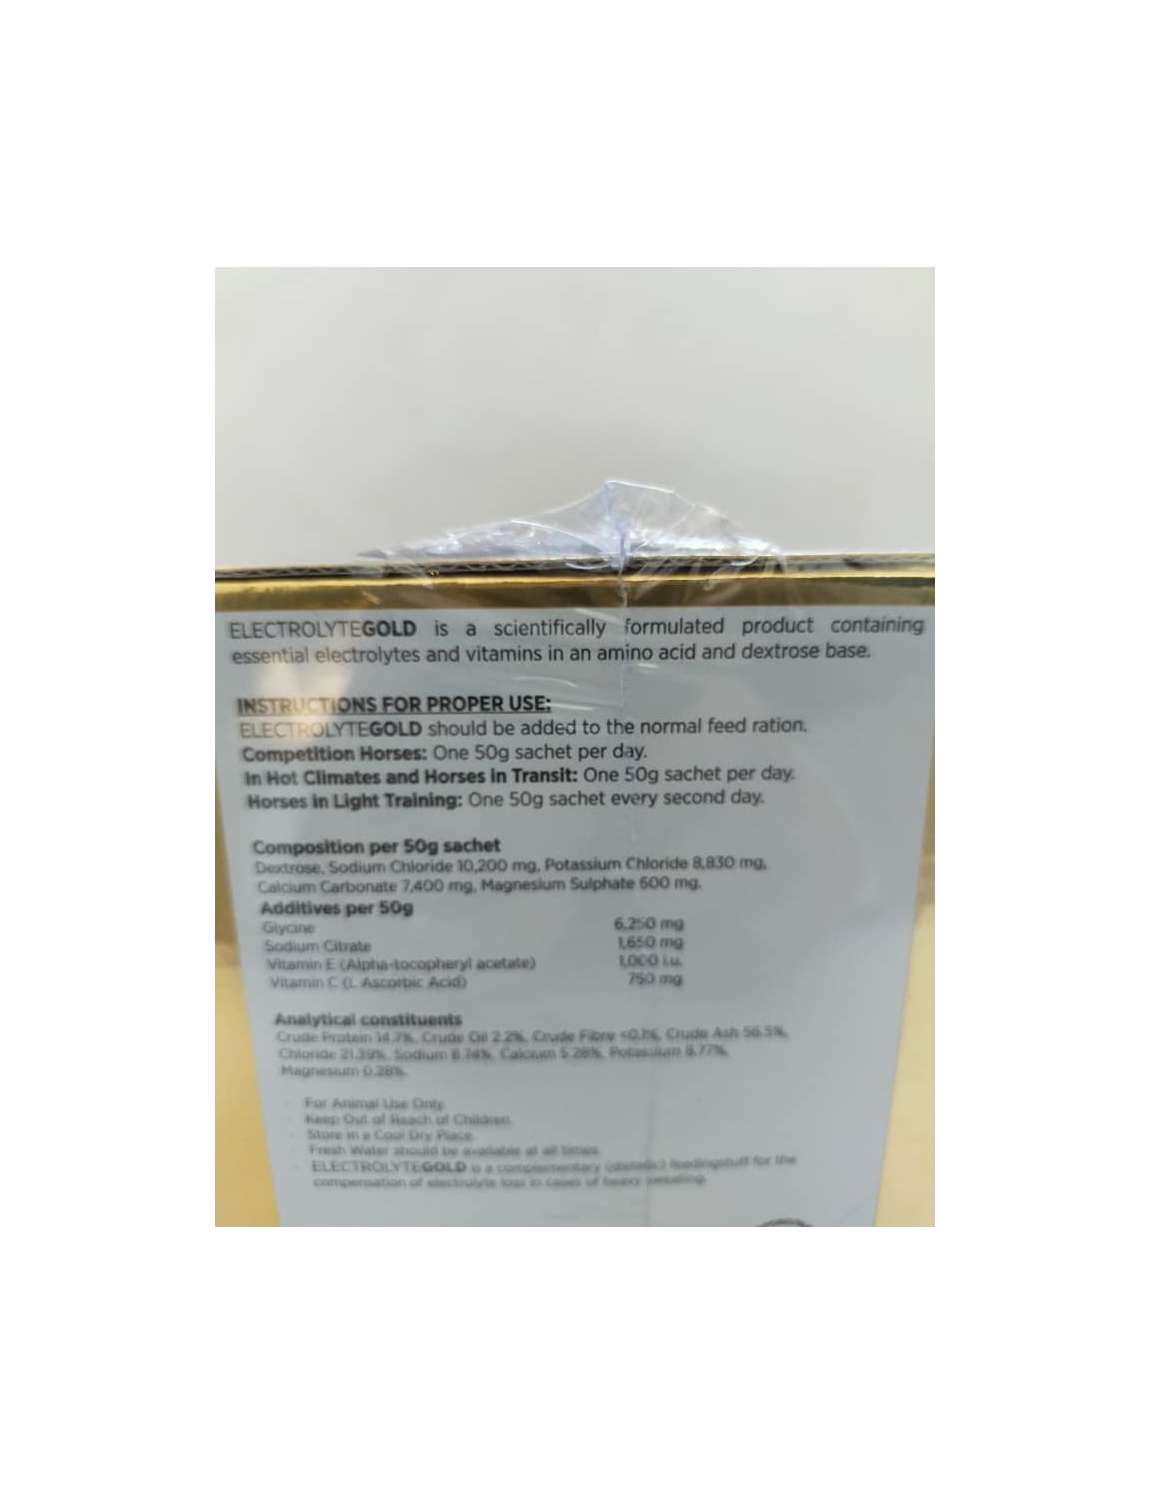 ELECTROLYTEGOLD is a scientifically formulated product containing
essential electrolytes and vitamins in an amino acid and dextrose base.
INSTRUCTIONS FOR PROPER USE:
ELECTROLYTEGOLD should be added to the normal feed ration.
Competition Horses: One 50g sachet per day.
In Hot Climates and Horses in Transit: One 50g sachet per day.
Horses in Light Training: One 50g sachet every second day.
Composition per 50g sachet
Dextrose, Sodium Chloride 10,200 mg, Potassium Chloride 8,830 mg,
Calcium Carbonate 7,400 mg, Magnesium Sulphate 600 mg.
Additives per 50g
Glycine 6,250 mg
Sodium Citrate 1,650 mg
Vitamin E (Alpha-tocopheryl acetate) 1,000 i.u.
Vitamin C (L Ascorbic Acid) 750 mg
Analytical constituents
Crude Protein 14.7%, Crude Oil 2.2%, Crude Fibre <0.1%, Crude Ash 56.5%,
Chloride 21.39%, Sodium 8.74%, Calcium 5.28%, Potassium 8.77%,
Magnesium 0.28%.
For Animal Use Only
Keep Out of Reach of Children
Store in a Cool Dry Place
Fresh Water should be available at all times
ELECTROLYTEGOLD is a complementary feedingstuff for the
compensation of electrolyte loss in cases of heavy sweating